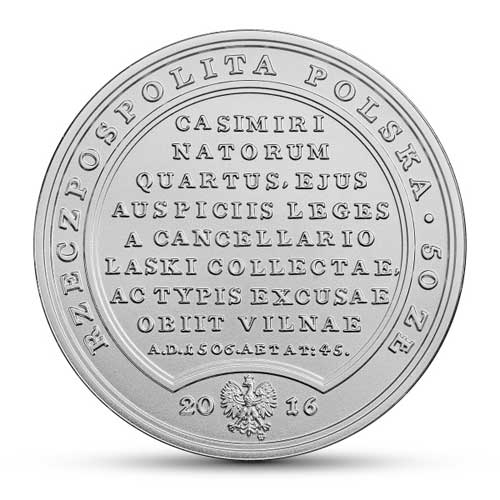 RZECZPOSPOLITA POLSKA · 50 ZŁ
CASIMIRI
NATORUM
QUARTUS, EJUS
AUSPICIIS LEGES
A CANCELLARIO
LASKI COLLECTAE,
AC TYPIS EXCUSAE
OBIIT VILNAE
A.D.1506.AETAT:45.
20 16